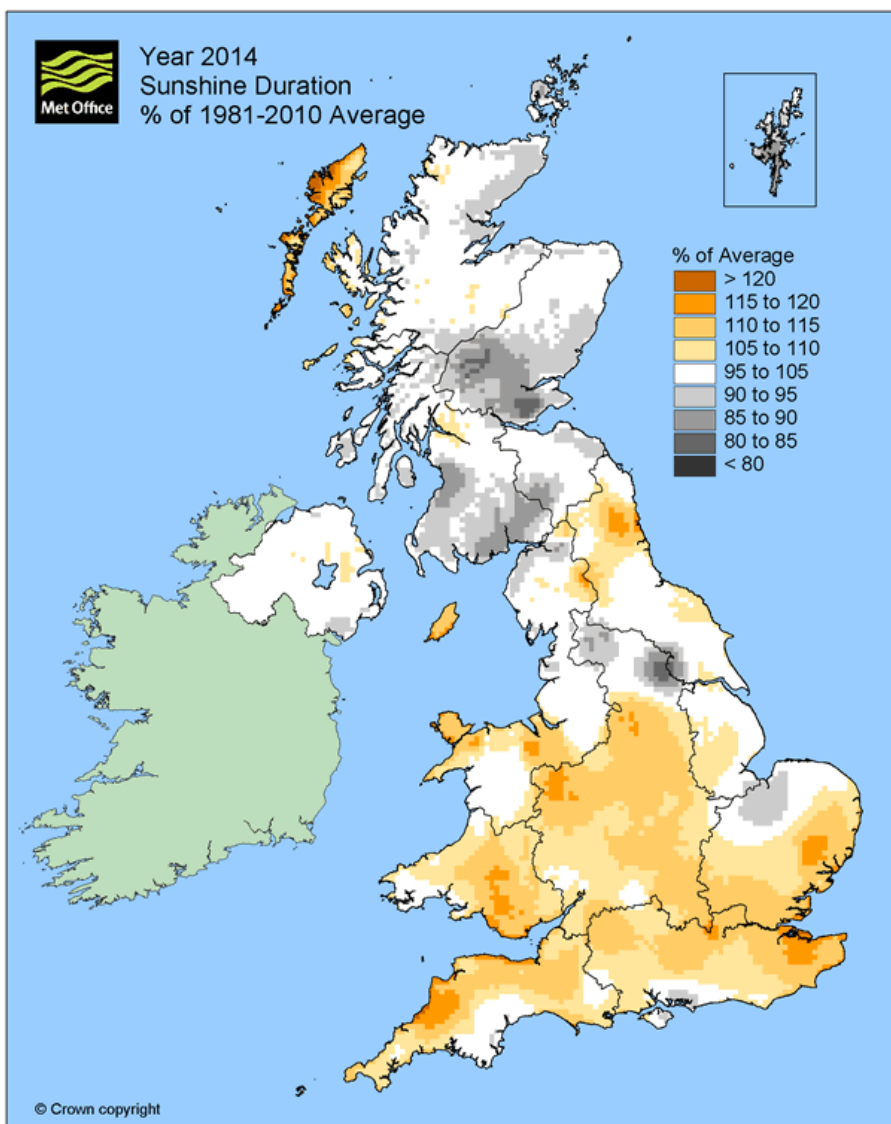 Met Office
Year 2014
Sunshine Duration
% of 1981-2010 Average
% of Average
> 120
115 to 120
110 to 115
105 to 110
95 to 105
90 to 95
85 to 90
80 to 85
< 80
© Crown copyright